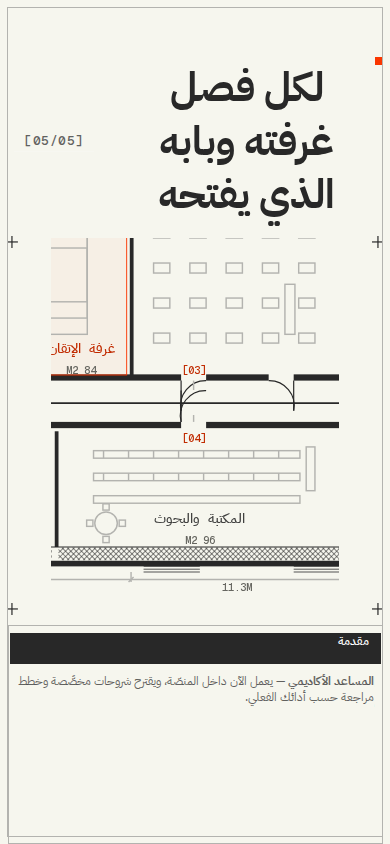 لكل فصل
غرفته وبابه
الذي يفتحه
[05/05]
غرفة الإتقان
M2 84
[03]
[04]
المكتبة والبحوث
M2 96
11.3M
مقدمة
المساعد الأكاديمي — يعمل الآن داخل المنصّة، ويقترح شروحات مخصَّصة وخطط
مراجعة حسب أدائك الفعلي.